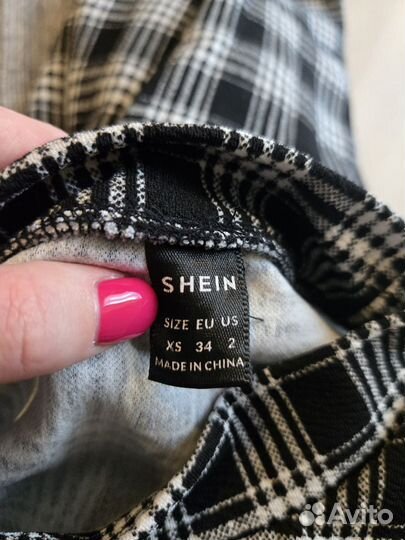 SHEIN
SIZE EU US
XS 34 2
MADE IN CHINA
Avito